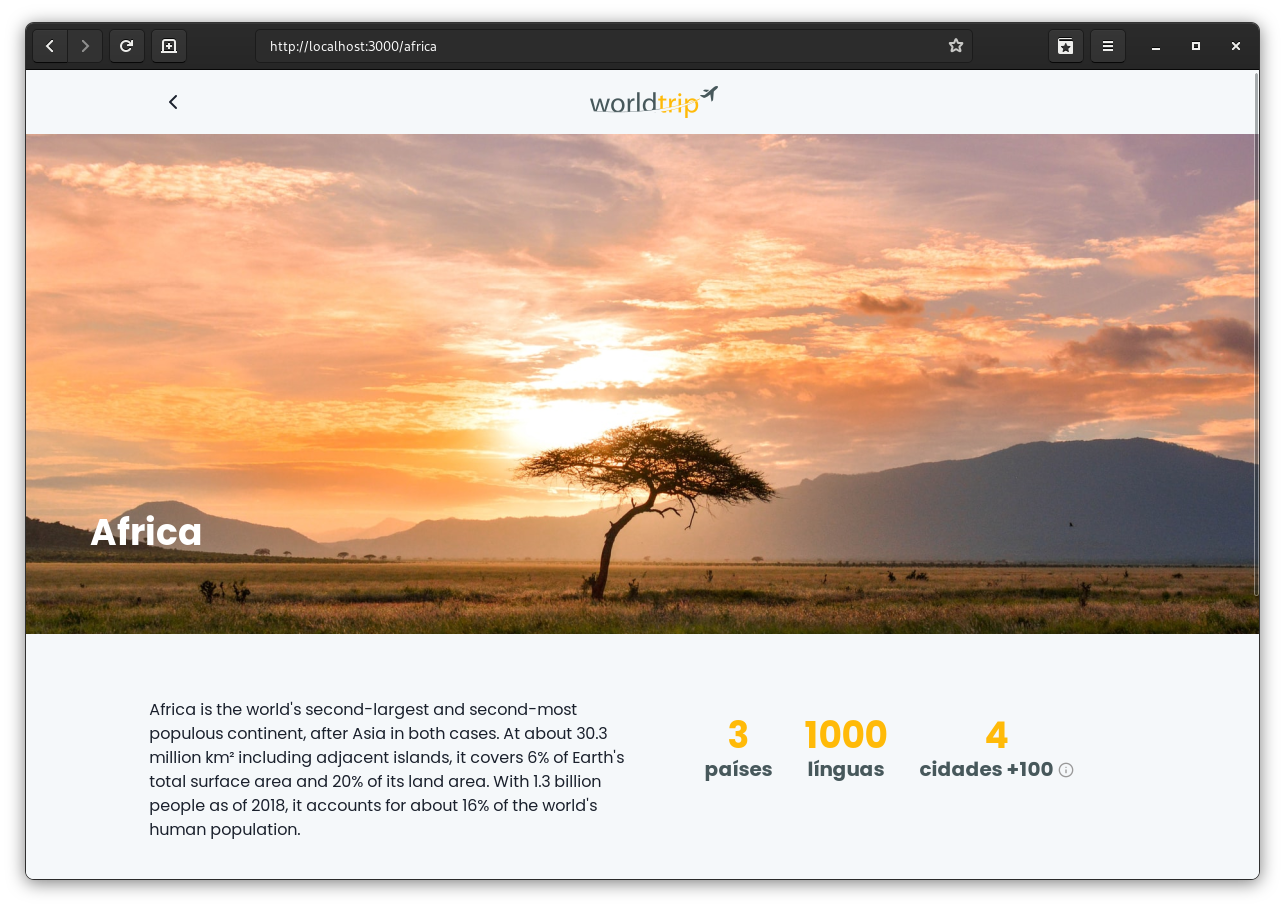 http://localhost:3000/africa
worldtrip
Africa
Africa is the world's second-largest and second-most
populous continent, after Asia in both cases. At about 30.3
million km² including adjacent islands, it covers 6% of Earth's
total surface area and 20% of its land area. With 1.3 billion
people as of 2018, it accounts for about 16% of the world's
human population.
3
países
1000
línguas
4
cidades +100